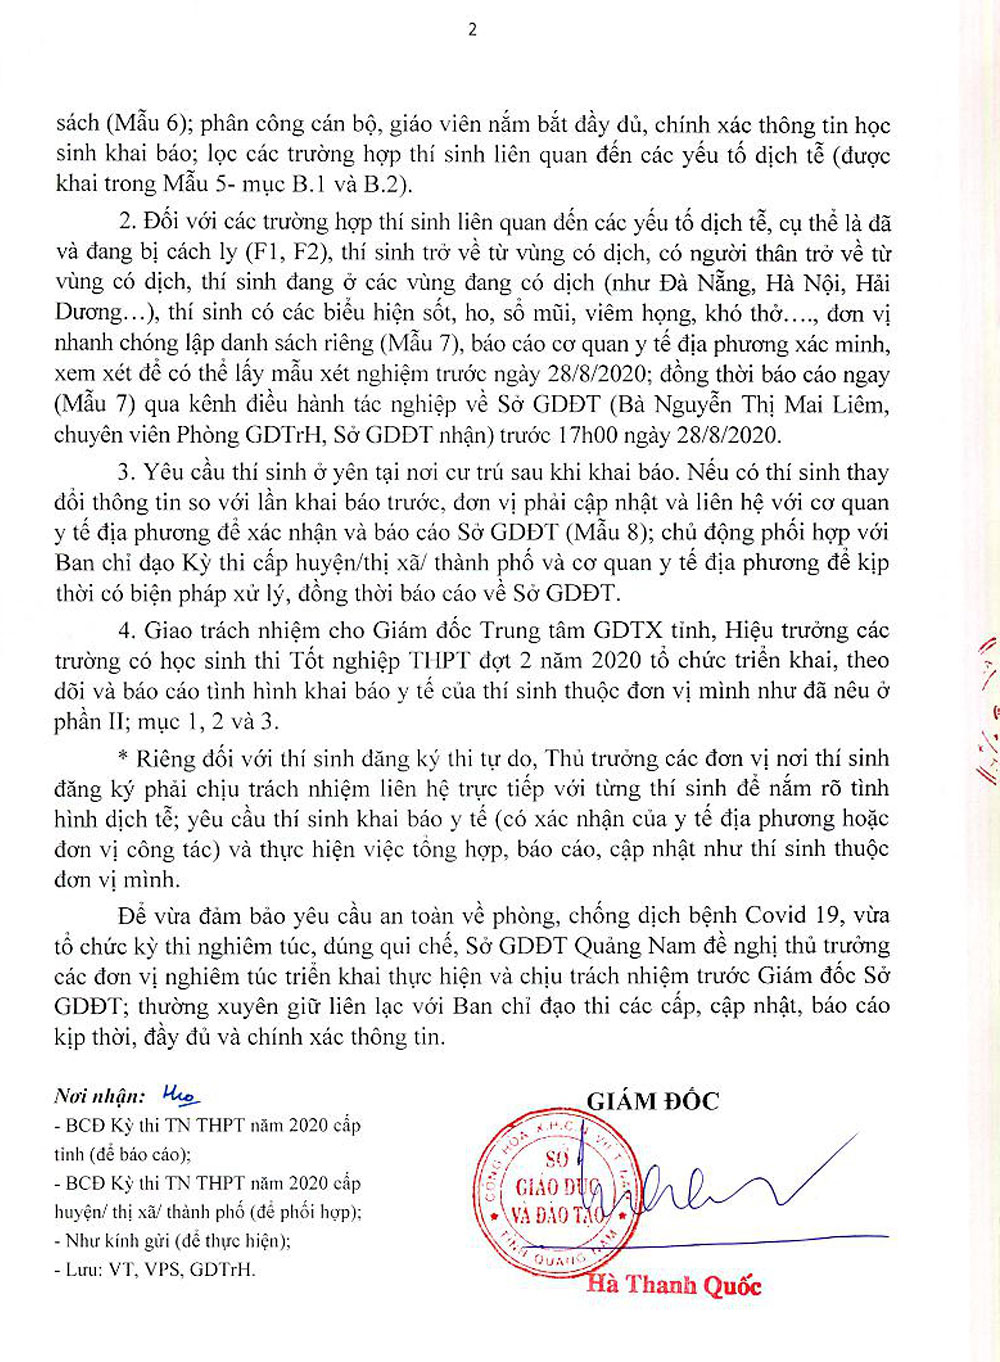 2
sách (Mẫu 6); phân công cán bộ, giáo viên nắm bắt đầy đủ, chính xác thông tin học
sinh khai báo; lọc các trường hợp thí sinh liên quan đến các yếu tố dịch tễ (được
khai trong Mẫu 5- mục B.1 và B.2).
2. Đối với các trường hợp thí sinh liên quan đến các yếu tố dịch tễ, cụ thể là đã
và đang bị cách ly (F1, F2), thí sinh trở về từ vùng có dịch, có người thân trở về từ
vùng có dịch, thí sinh đang ở các vùng đang có dịch (như Đà Nẵng, Hà Nội, Hải
Dương…), thí sinh có các biểu hiện sốt, ho, sổ mũi, viêm họng, khó thở…., đơn vị
nhanh chóng lập danh sách riêng (Mẫu 7), báo cáo cơ quan y tế địa phương xác minh,
xem xét để có thể lấy mẫu xét nghiệm trước ngày 28/8/2020; đồng thời báo cáo ngay
(Mẫu 7) qua kênh điều hành tác nghiệp về Sở GDĐT (Bà Nguyễn Thị Mai Liêm,
chuyên viên Phòng GDTrH, Sở GDĐT nhận) trước 17h00 ngày 28/8/2020.
3. Yêu cầu thí sinh ở yên tại nơi cư trú sau khi khai báo. Nếu có thí sinh thay
đổi thông tin so với lần khai báo trước, đơn vị phải cập nhật và liên hệ với cơ quan
y tế địa phương để xác nhận và báo cáo Sở GDĐT (Mẫu 8); chủ động phối hợp với
Ban chỉ đạo Kỳ thi cấp huyện/thị xã/ thành phố và cơ quan y tế địa phương để kịp
thời có biện pháp xử lý, đồng thời báo cáo về Sở GDĐT.
4. Giao trách nhiệm cho Giám đốc Trung tâm GDTX tỉnh, Hiệu trưởng các
trường có học sinh thi Tốt nghiệp THPT đợt 2 năm 2020 tổ chức triển khai, theo
dõi và báo cáo tình hình khai báo y tế của thí sinh thuộc đơn vị mình như đã nêu ở
phần II; mục 1, 2 và 3.
* Riêng đối với thí sinh đăng ký thi tự do, Thủ trưởng các đơn vị nơi thí sinh
đăng ký phải chịu trách nhiệm liên hệ trực tiếp với từng thí sinh để nắm rõ tình
hình dịch tễ; yêu cầu thí sinh khai báo y tế (có xác nhận của y tế địa phương hoặc
đơn vị công tác) và thực hiện việc tổng hợp, báo cáo, cập nhật như thí sinh thuộc
đơn vị mình.
Để vừa đảm bảo yêu cầu an toàn về phòng, chống dịch bệnh Covid 19, vừa
tổ chức kỳ thi nghiêm túc, đúng qui chế, Sở GDĐT Quảng Nam đề nghị thủ trưởng
các đơn vị nghiêm túc triển khai thực hiện và chịu trách nhiệm trước Giám đốc Sở
GDĐT; thường xuyên giữ liên lạc với Ban chỉ đạo thi các cấp, cập nhật, báo cáo
kịp thời, đầy đủ và chính xác thông tin.
Nơi nhận:
- BCĐ Kỳ thi TN THPT năm 2020 cấp
tỉnh (để báo cáo);
- BCĐ Kỳ thi TN THPT năm 2020 cấp
huyện/ thị xã/ thành phố (để phối hợp);
- Như kính gửi (để thực hiện);
- Lưu: VT, VPS, GDTrH.
GIÁM ĐỐC
CỘNG HÒA X.H.C.N VIỆT NAM
SỞ
GIÁO DỤC
VÀ ĐÀO TẠO
TỈNH QUẢNG NAM
Hà Thanh Quốc